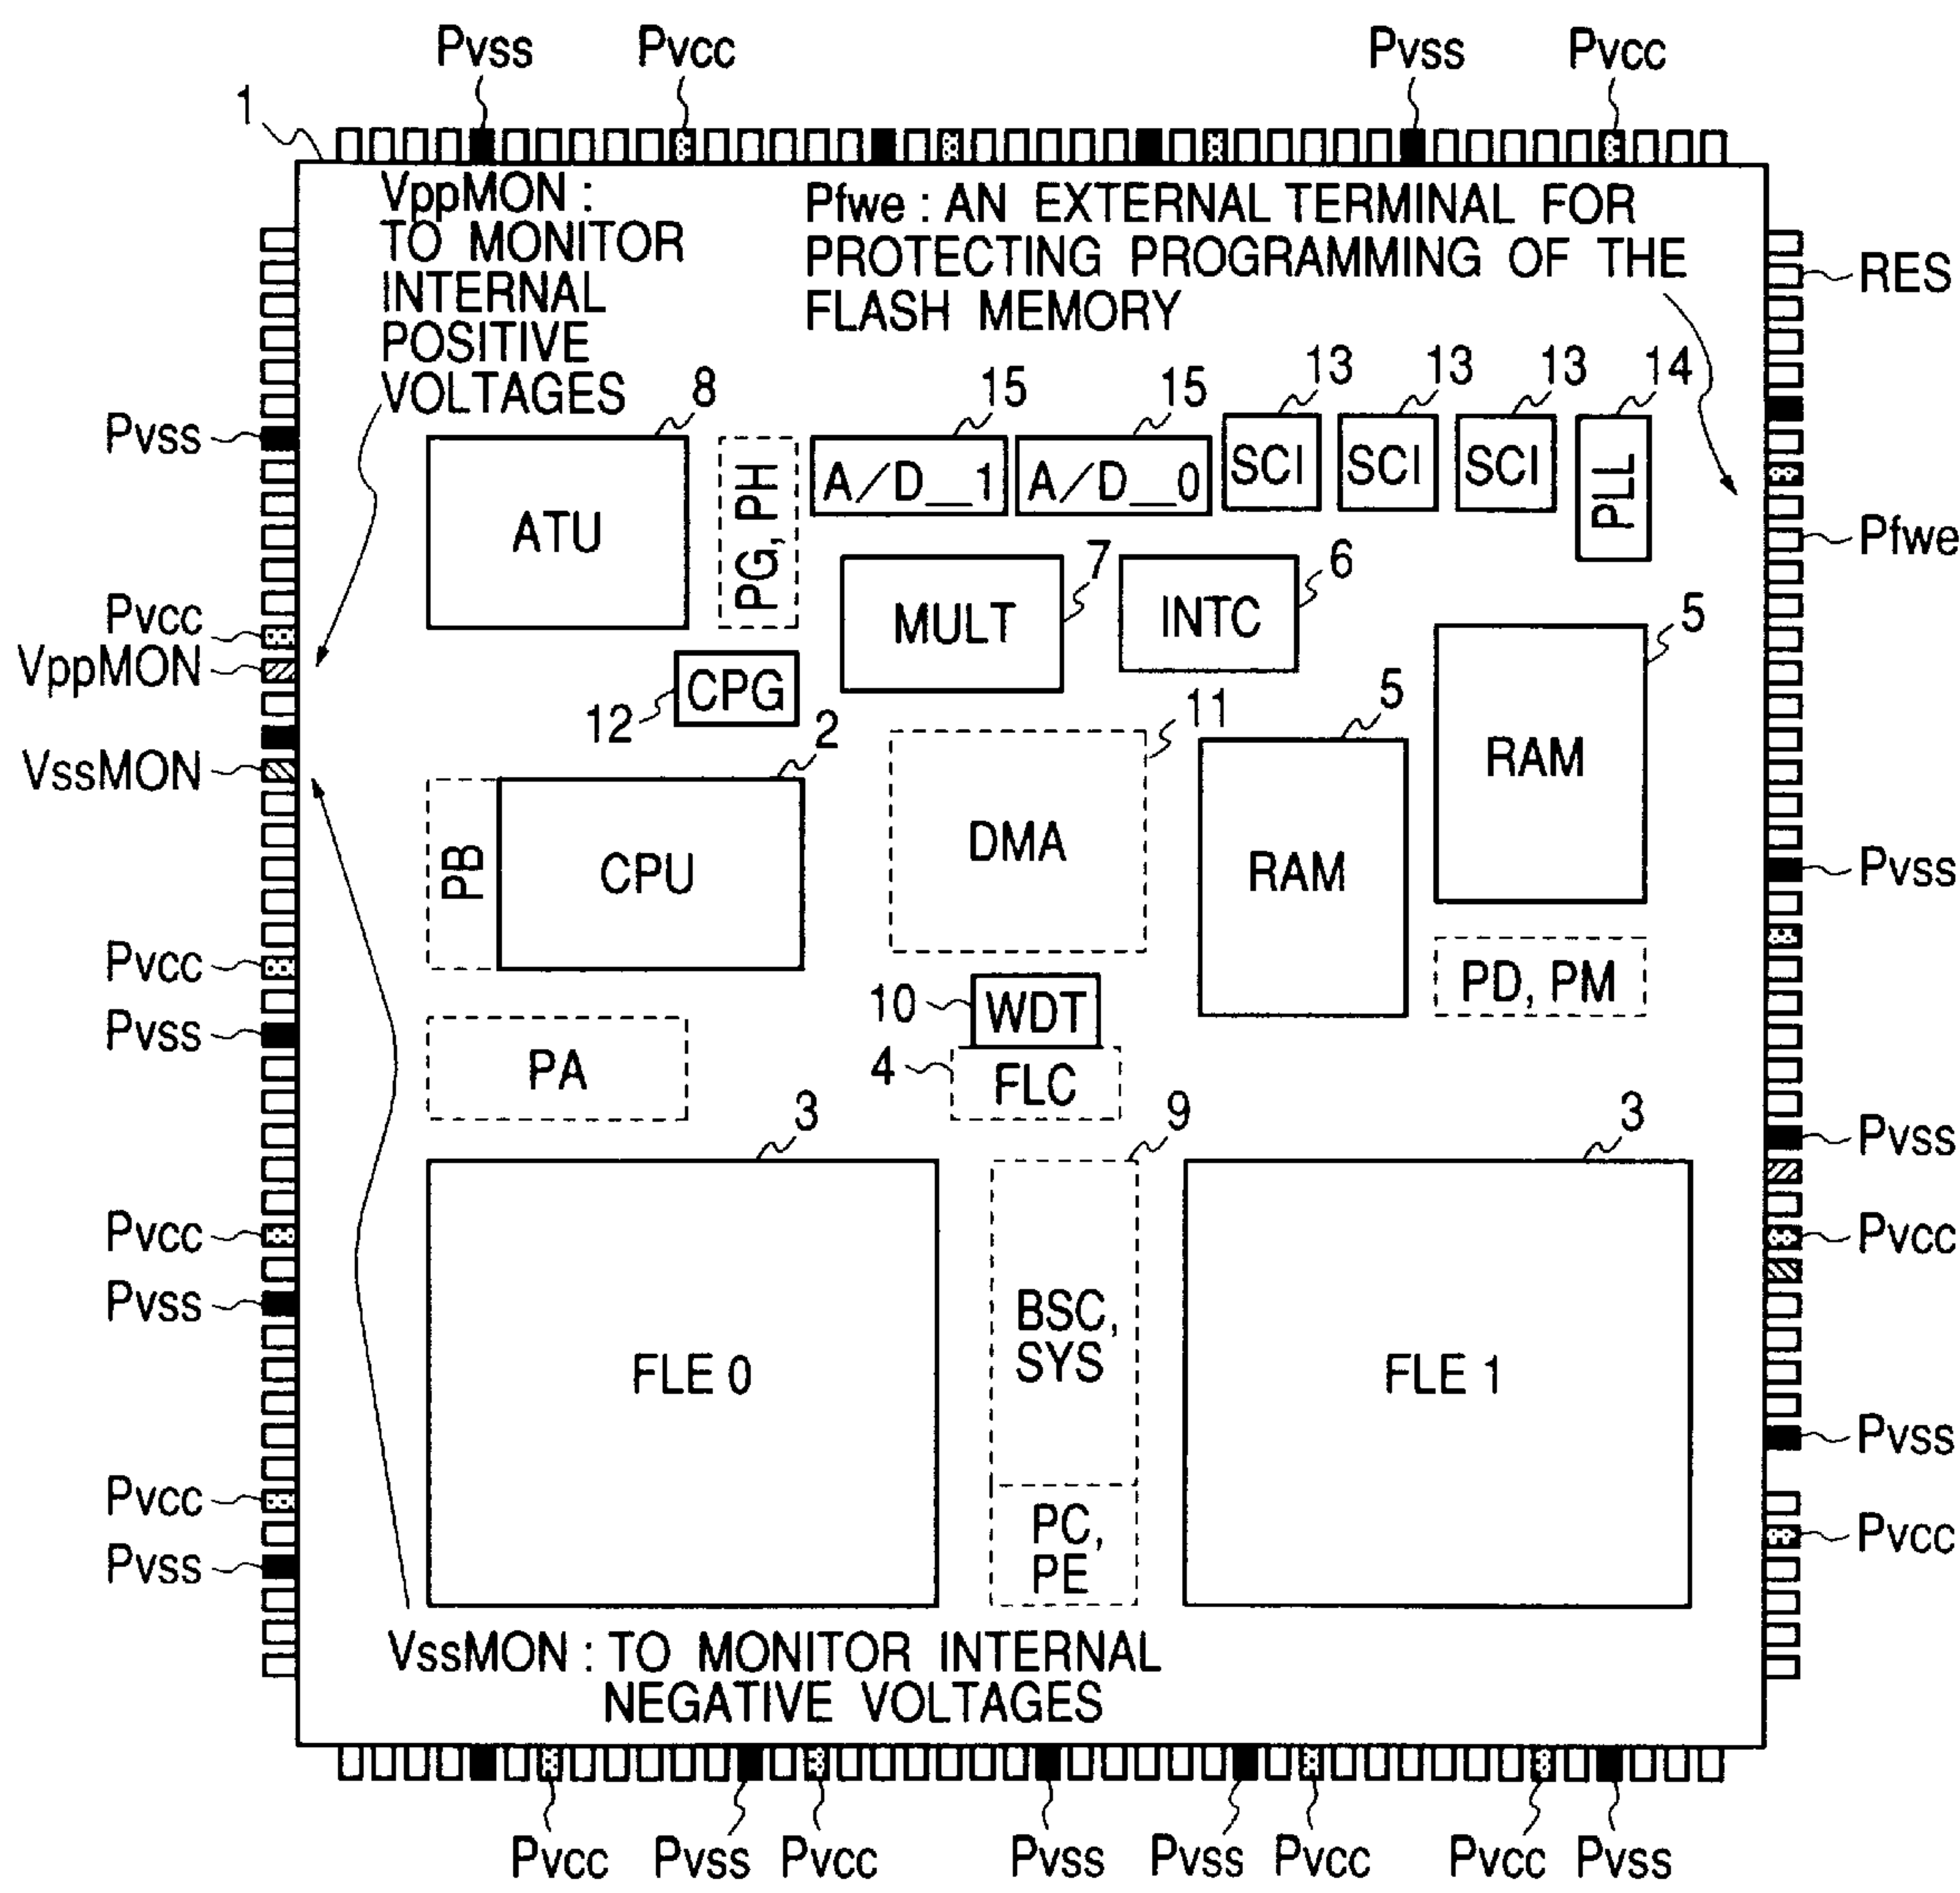 Pvss Pvcc Pvss Pvcc
1
VppMON :
TO MONITOR
INTERNAL
POSITIVE
VOLTAGES
Pfwe : AN EXTERNAL TERMINAL FOR
PROTECTING PROGRAMMING OF THE
FLASH MEMORY
RES
8 15 15 13 13 13 14
Pvss
ATU
PG, PH
A/D__1
A/D__0
SCI
SCI
SCI
PLL
Pfwe
MULT
7
INTC
6
5
Pvcc
VppMON
12
CPG
11
5
RAM
VssMON
2
PB
CPU
DMA
RAM
Pvss
Pvcc
PD, PM
10
WDT
Pvss
PA
4
FLC
3
9
3
Pvss
Pvcc
Pvcc
Pvss
BSC,
SYS
FLE 0
FLE 1
Pvss
Pvcc
PC,
PE
Pvcc
Pvss
VssMON : TO MONITOR INTERNAL
NEGATIVE VOLTAGES
Pvcc Pvss Pvcc Pvss Pvss Pvcc Pvcc Pvss